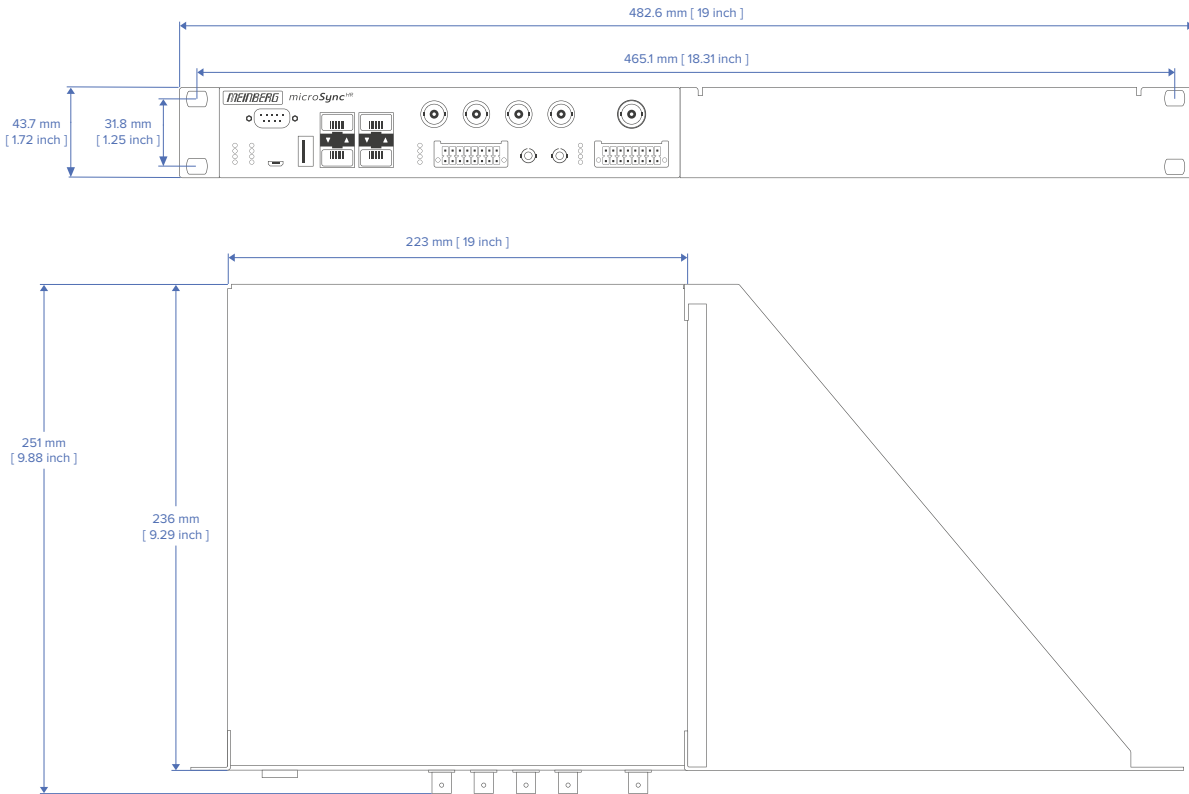 482.6 mm [ 19 inch ]
465.1 mm [ 18.31 inch ]
MEINBERG microSync HR
43.7 mm
[ 1.72 inch ]
31.8 mm
[ 1.25 inch ]
223 mm [ 19 inch ]
251 mm
[ 9.88 inch ]
236 mm
[ 9.29 inch ]